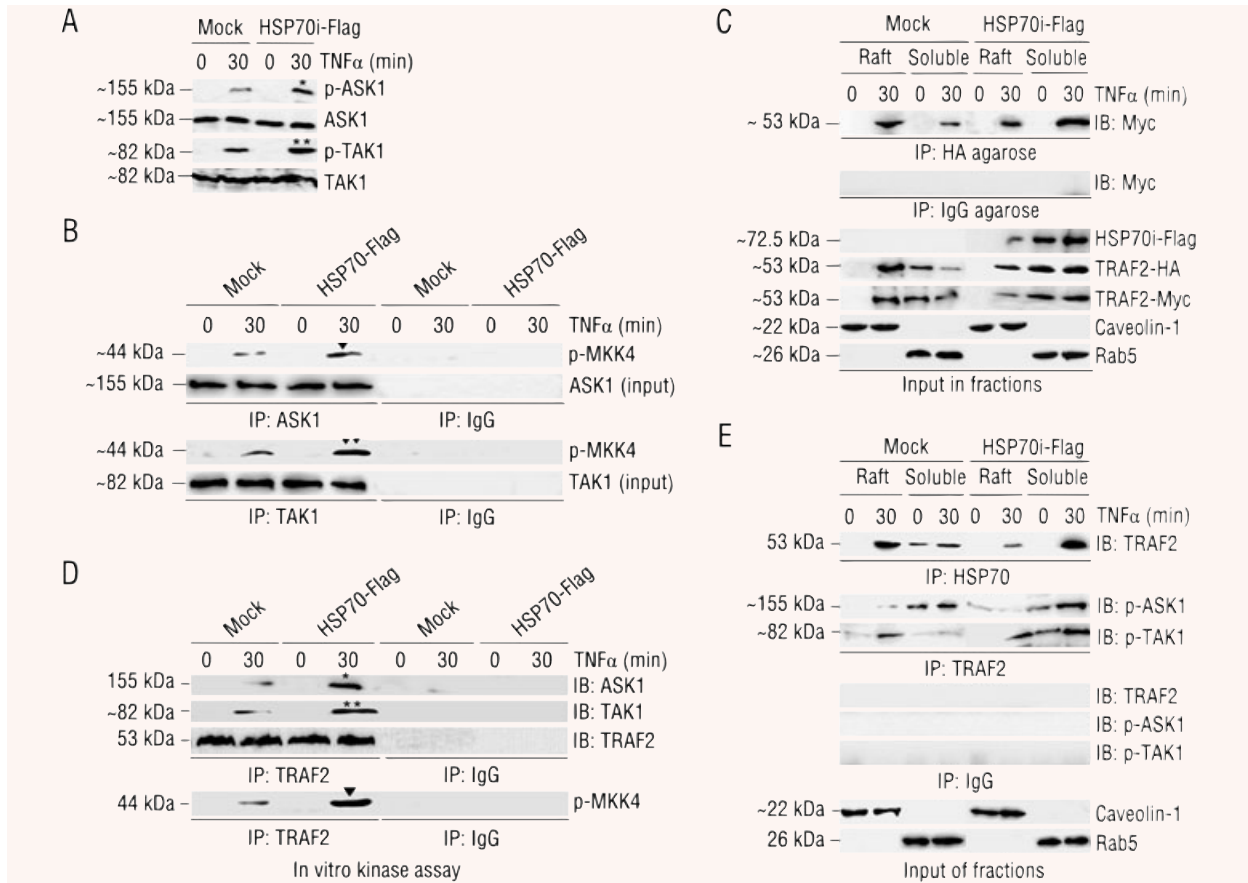 A
Mock HSP70i-Flag
0 30 0 30 TNFα (min)
~155 kDa p-ASK1
*
~155 kDa ASK1
~82 kDa p-TAK1
**
~82 kDa TAK1
B
Mock HSP70-Flag Mock HSP70-Flag
0 30 0 30 0 30 0 30 TNFα (min)
~44 kDa p-MKK4
~155 kDa ASK1 (input)
IP: ASK1 IP: IgG
~44 kDa p-MKK4
~82 kDa TAK1 (input)
IP: TAK1 IP: IgG
D
Mock HSP70-Flag Mock HSP70-Flag
0 30 0 30 0 30 0 30 TNFα (min)
155 kDa IB: ASK1
*
~82 kDa IB: TAK1
**
53 kDa IB: TRAF2
IP: TRAF2 IP: IgG
44 kDa p-MKK4
IP: TRAF2 IP: IgG
In vitro kinase assay
C
Mock HSP70i-Flag
Raft Soluble Raft Soluble
0 30 0 30 0 30 0 30 TNFα (min)
~ 53 kDa IB: Myc
IP: HA agarose
IB: Myc
IP: IgG agarose
~72.5 kDa HSP70i-Flag
~53 kDa TRAF2-HA
~53 kDa TRAF2-Myc
~22 kDa Caveolin-1
~26 kDa Rab5
Input in fractions
E
Mock HSP70i-Flag
Raft Soluble Raft Soluble
0 30 0 30 0 30 0 30 TNFα (min)
53 kDa IB: TRAF2
IP: HSP70
~155 kDa IB: p-ASK1
~82 kDa IB: p-TAK1
IP: TRAF2
IB: TRAF2
IB: p-ASK1
IB: p-TAK1
IP: IgG
~22 kDa Caveolin-1
26 kDa Rab5
Input of fractions